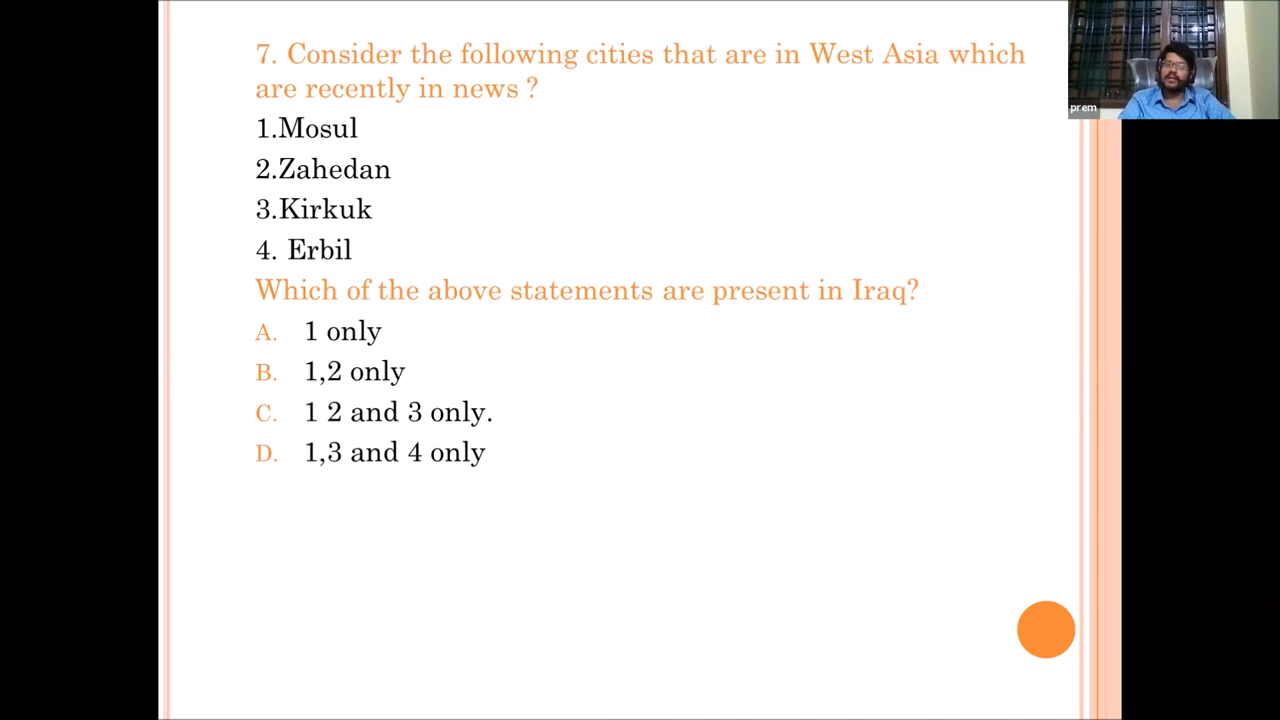 7. Consider the following cities that are in West Asia which
are recently in news ?
1.Mosul
2.Zahedan
3.Kirkuk
4. Erbil
Which of the above statements are present in Iraq?
A. 1 only
B. 1,2 only
C. 1 2 and 3 only.
D. 1,3 and 4 only
prem